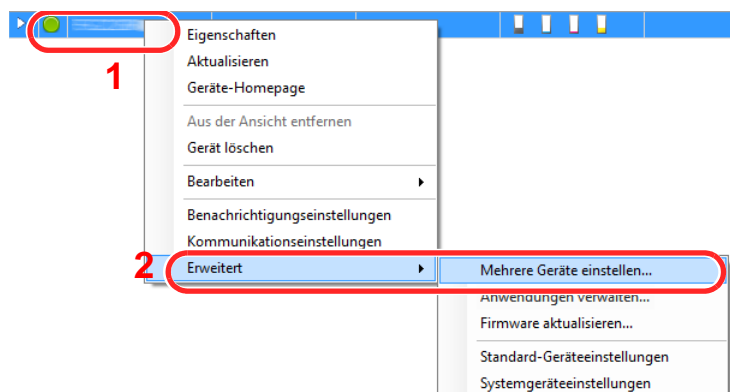 1
Eigenschaften
Aktualisieren
Geräte-Homepage
Aus der Ansicht entfernen
Gerät löschen
Bearbeiten
Benachrichtigungseinstellungen
Kommunikationseinstellungen
2
Erweitert
Mehrere Geräte einstellen...
Anwendungen verwalten...
Firmware aktualisieren...
Standard-Geräteeinstellungen
Systemgeräteeinstellungen